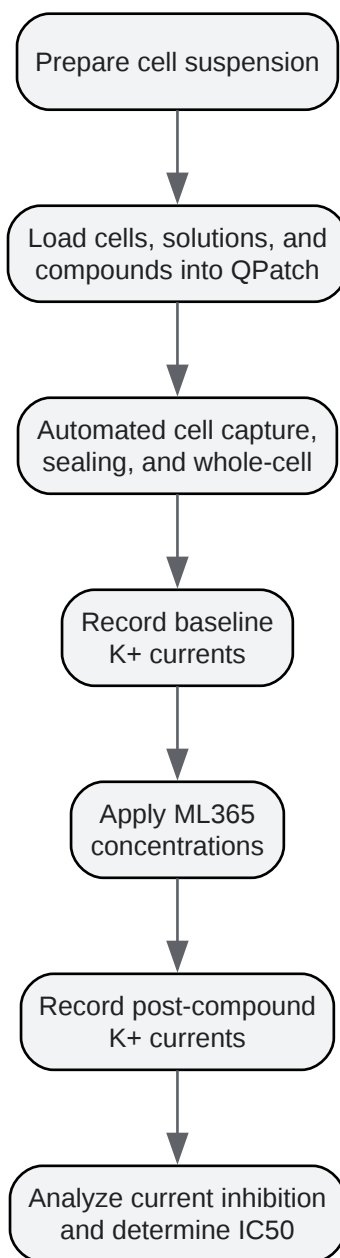 Prepare cell suspension
Load cells, solutions, and
compounds into QPatch
Automated cell capture,
sealing, and whole-cell
Record baseline
K+ currents
Apply ML365
concentrations
Record post-compound
K+ currents
Analyze current inhibition
and determine IC50